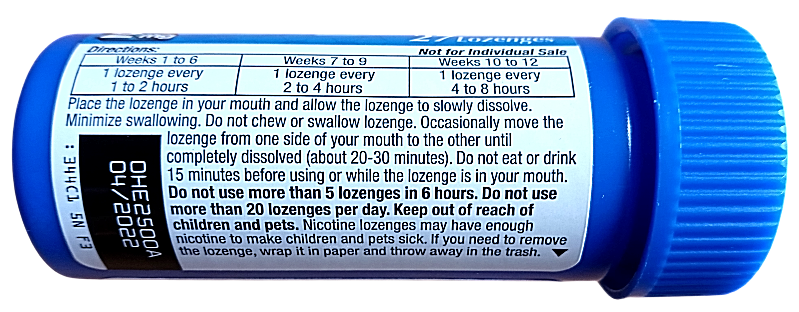 27 Lozenges
Directions:
Not for Individual Sale
Weeks 1 to 6 Weeks 7 to 9 Weeks 10 to 12
1 lozenge every 1 lozenge every 1 lozenge every
1 to 2 hours 2 to 4 hours 4 to 8 hours
Place the lozenge in your mouth and allow the lozenge to slowly dissolve.
Minimize swallowing. Do not chew or swallow lozenge. Occasionally move the
lozenge from one side of your mouth to the other until
completely dissolved (about 20-30 minutes). Do not eat or drink
15 minutes before using or while the lozenge is in your mouth.
Do not use more than 5 lozenges in 6 hours. Do not use
more than 20 lozenges per day. Keep out of reach of
children and pets. Nicotine lozenges may have enough
nicotine to make children and pets sick. If you need to remove
the lozenge, wrap it in paper and throw away in the trash.
OHE2500A
04/2022